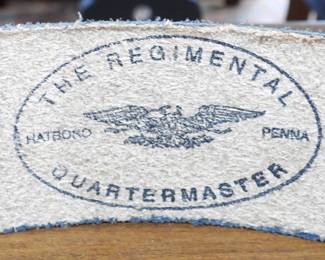 THE REGIMENTAL
HATBORO PENNA
QUARTERMASTER